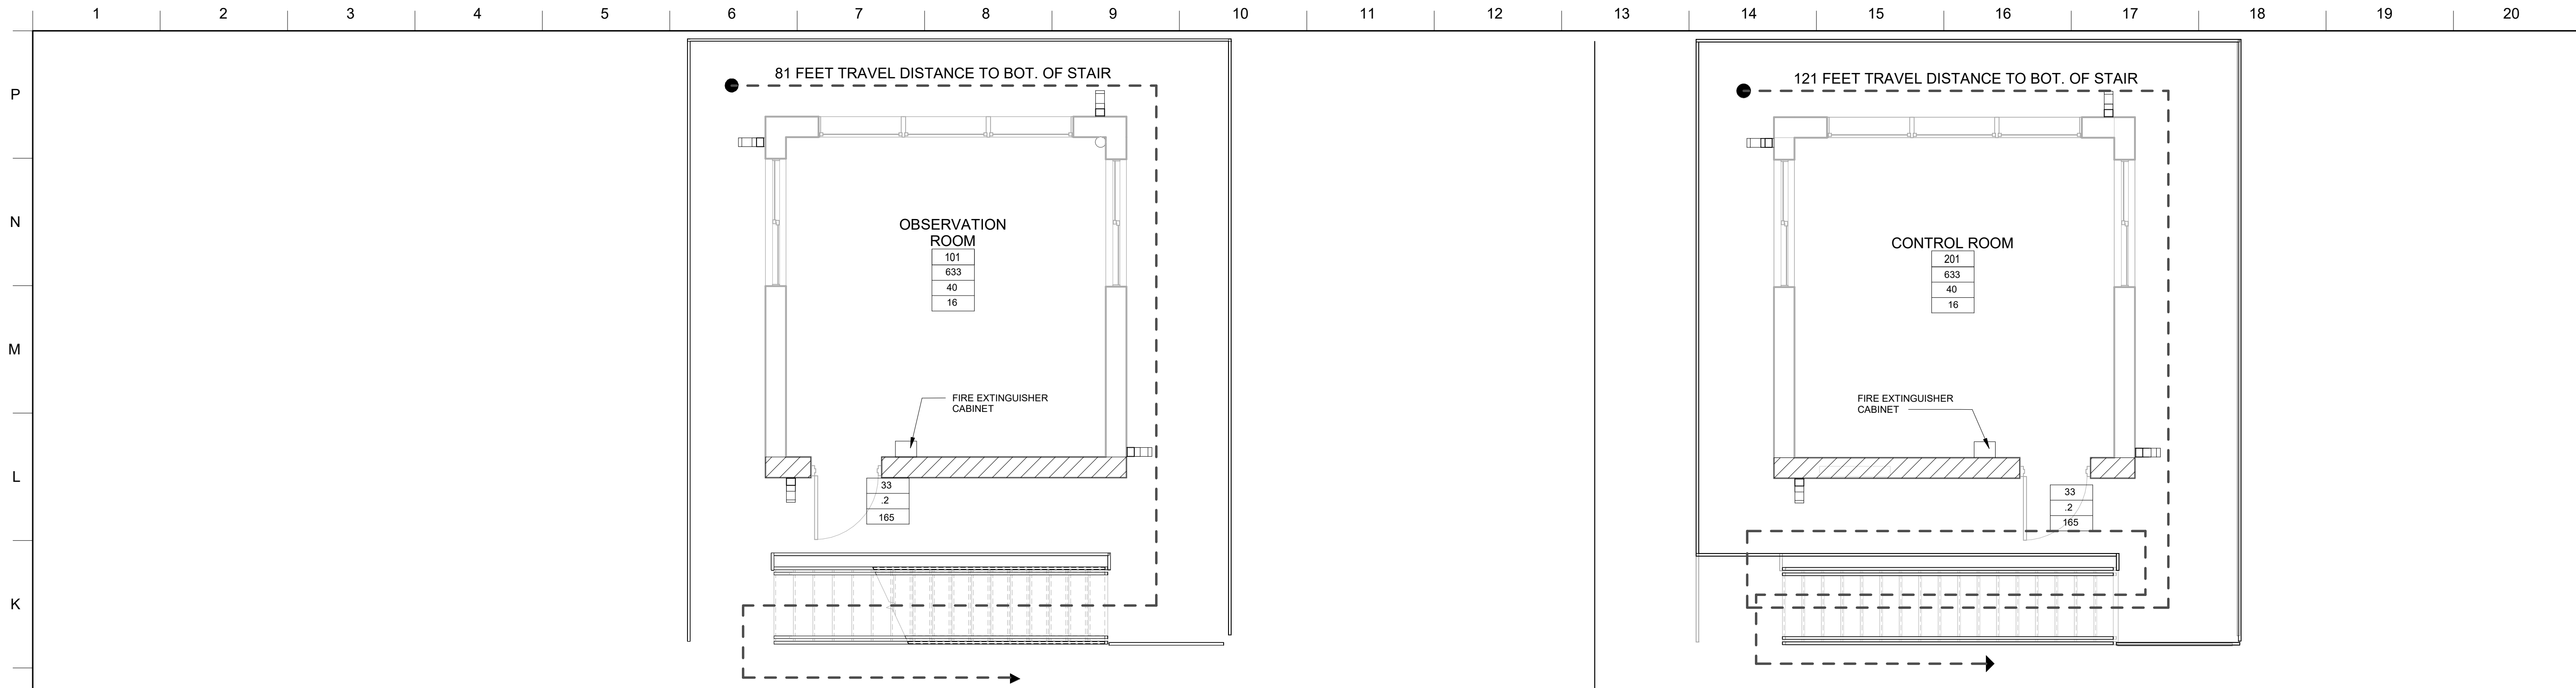 1 2 3 4 5 6 7 8 9 10 11 12 13 14 15 16 17 18 19 20
P
N
M
L
K
81 FEET TRAVEL DISTANCE TO BOT. OF STAIR
OBSERVATION
ROOM
101
633
40
16
FIRE EXTINGUISHER
CABINET
33
.2
165
121 FEET TRAVEL DISTANCE TO BOT. OF STAIR
CONTROL ROOM
201
633
40
16
FIRE EXTINGUISHER
CABINET
33
.2
165